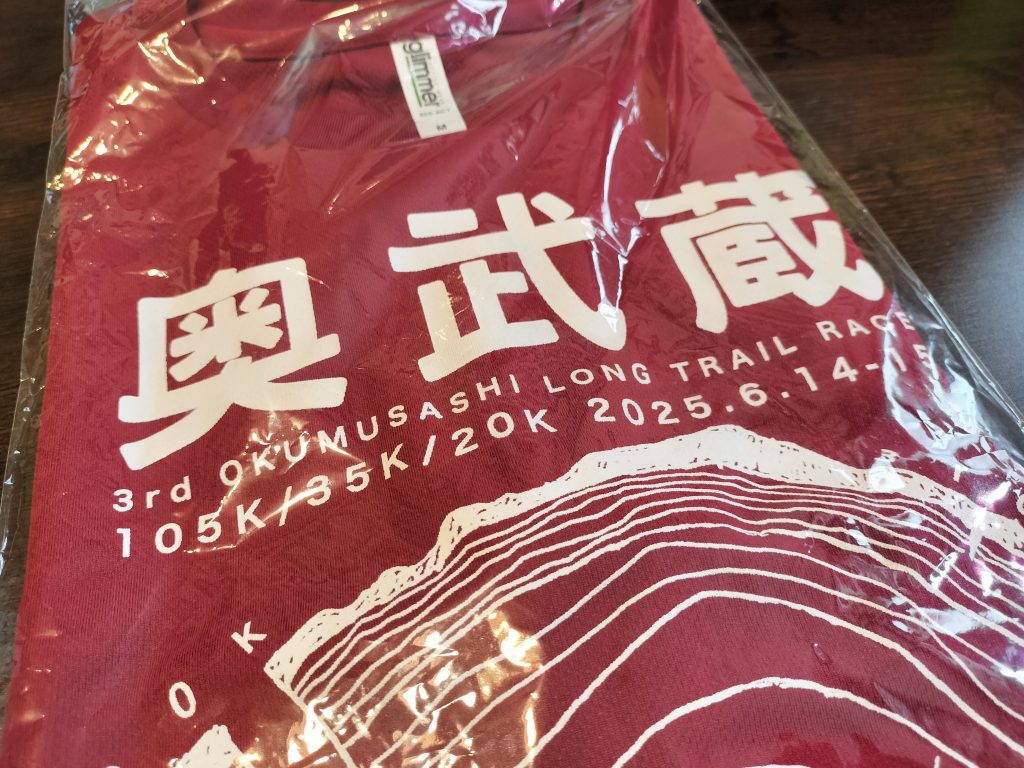 glimmer
M
奥武蔵
3rd OKUMUSASHI LONG TRAIL RACE
105K/35K/20K 2025.6.14-15
K
O